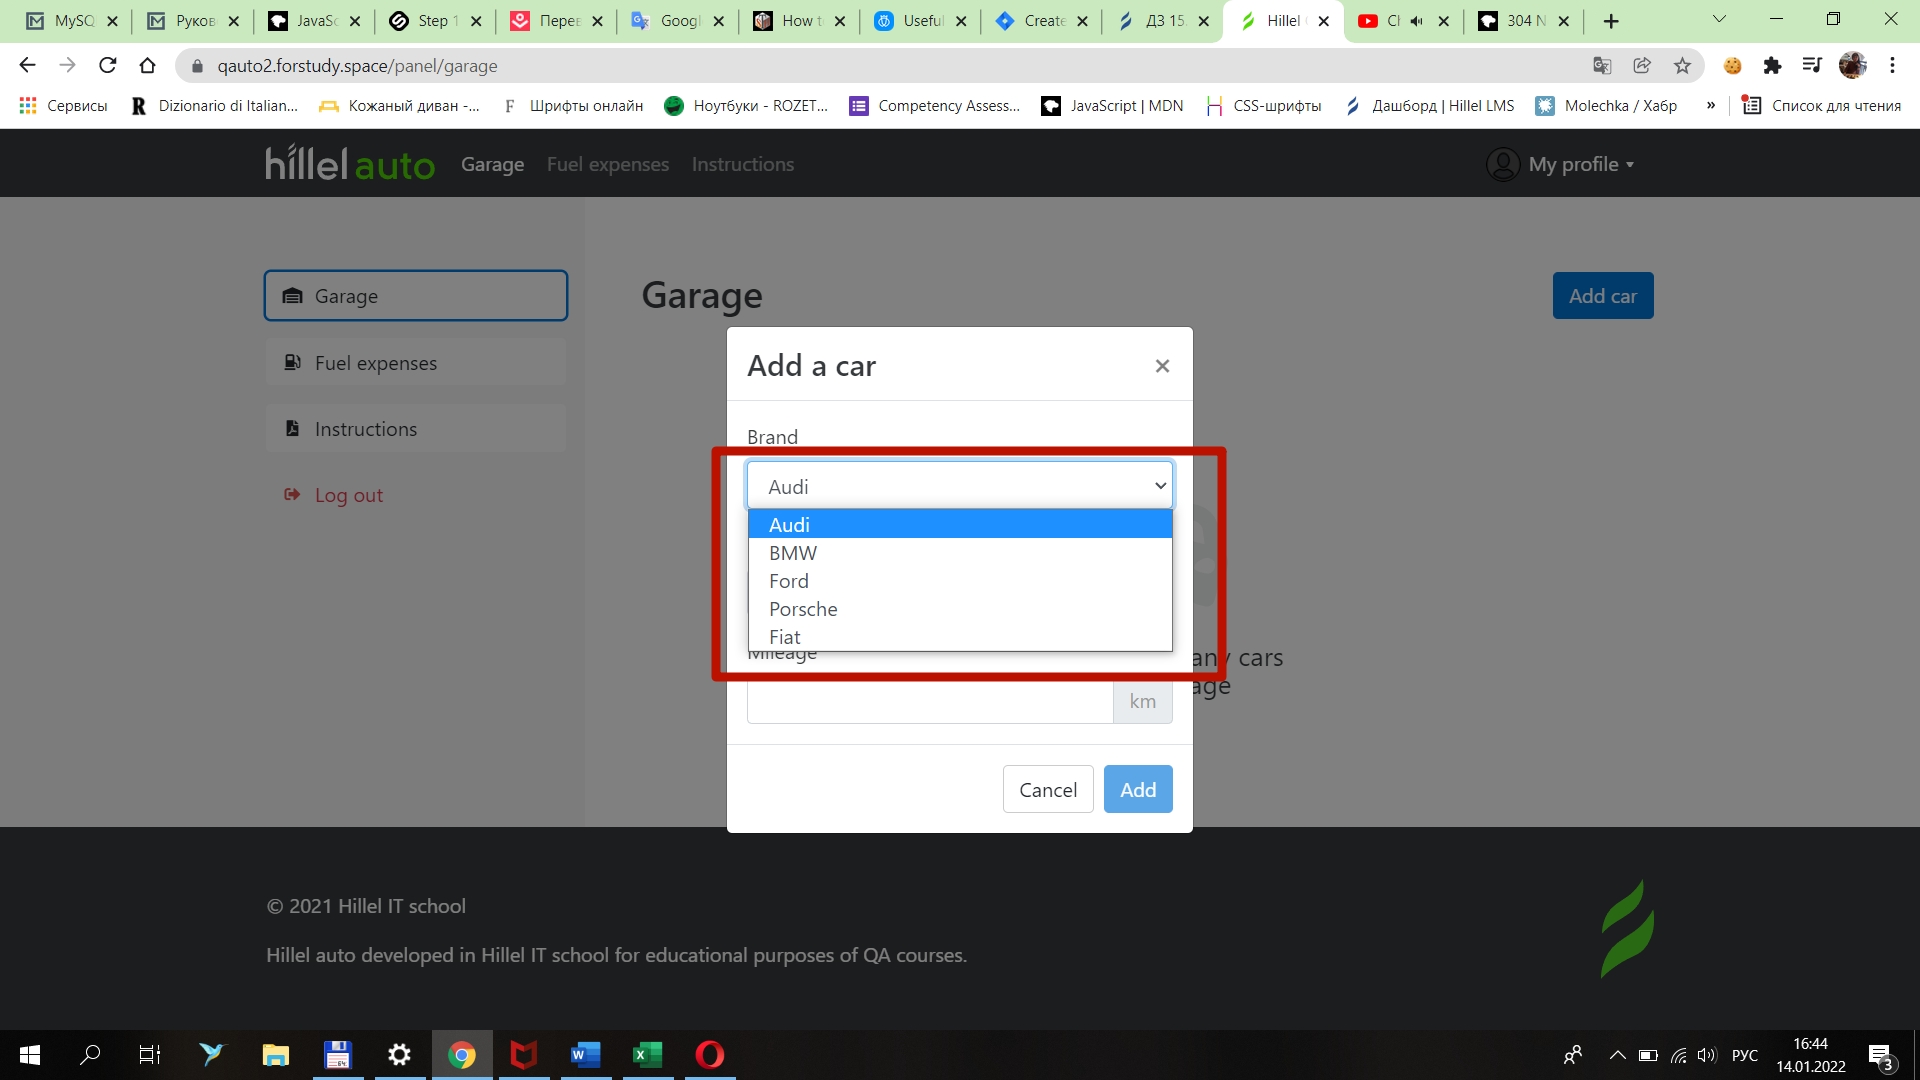 MySQ
Руков
JavaSc
Step 1
Перев
Googl
How t
Useful
Create
ДЗ 15.
Hillel
304 N
qauto2.forstudy.space/panel/garage
Сервисы
Dizionario di Italian...
Кожаный диван -...
Шрифты онлайн
Ноутбуки - ROZET...
Competency Assess...
JavaScript | MDN
CSS-шрифты
Дашборд | Hillel LMS
Molechka / Хабр
»
Список для чтения
hillel auto
Garage
Fuel expenses
Instructions
My profile
Garage
Fuel expenses
Instructions
Log out
Garage
Add car
Add a car
Brand
Audi
Audi
BMW
Ford
Porsche
Fiat
Mileage
any cars
km
Cancel
Add
© 2021 Hillel IT school
Hillel auto developed in Hillel IT school for educational purposes of QA courses.
РУС
16:44
14.01.2022
3